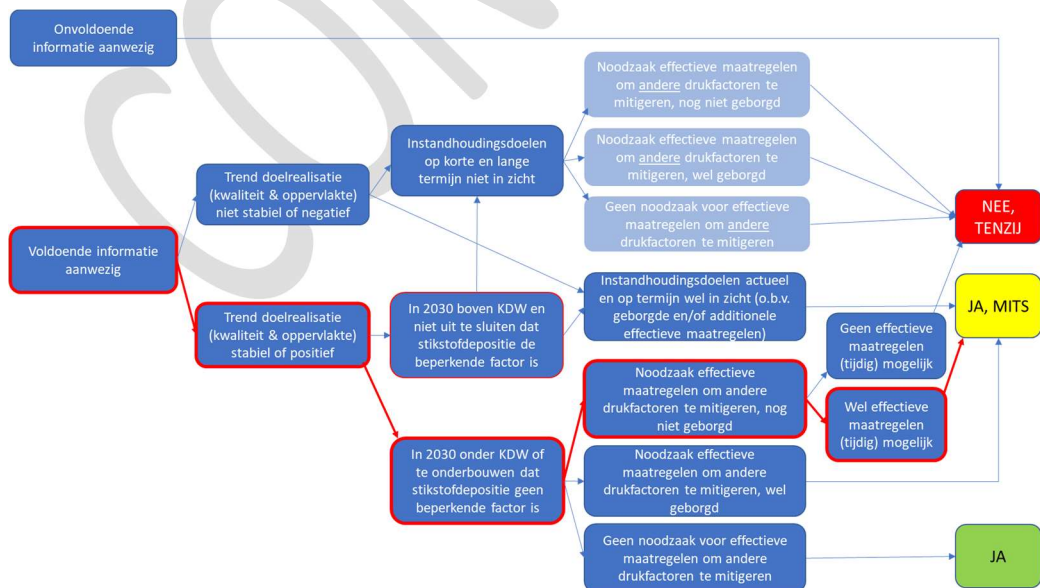 Onvoldoende
informatie aanwezig
Noodzaak effectieve maatregelen
om andere drukfactoren te
mitigeren, nog niet geborgd
Instandhoudingsdoelen
op korte en lange
termijn niet in zicht
Noodzaak effectieve maatregelen
om andere drukfactoren te
mitigeren, wel geborgd
Trend doelrealisatie
(kwaliteit & oppervlakte)
niet stabiel of negatief
Geen noodzaak voor effectieve
maatregelen om andere
drukfactoren te mitigeren
NEE,
TENZIJ
Voldoende informatie
aanwezig
Instandhoudingsdoelen actueel
en op termijn wel in zicht (o.b.v.
geborgde en/of additionele
effectieve maatregelen)
JA, MITS
Trend doelrealisatie
(kwaliteit & oppervlakte)
stabiel of positief
In 2030 boven KDW en
niet uit te sluiten dat
stikstofdepositie de
beperkende factor is
Geen effectieve
maatregelen
(tijdig) mogelijk
Noodzaak effectieve
maatregelen om andere
drukfactoren te mitigeren, nog
niet geborgd
Wel effectieve
maatregelen
(tijdig) mogelijk
In 2030 onder KDW of
te onderbouwen dat
stikstofdepositie geen
beperkende factor is
Noodzaak effectieve
maatregelen om andere
drukfactoren te mitigeren, wel
geborgd
Geen noodzaak voor effectieve
maatregelen om andere
drukfactoren te mitigeren
JA